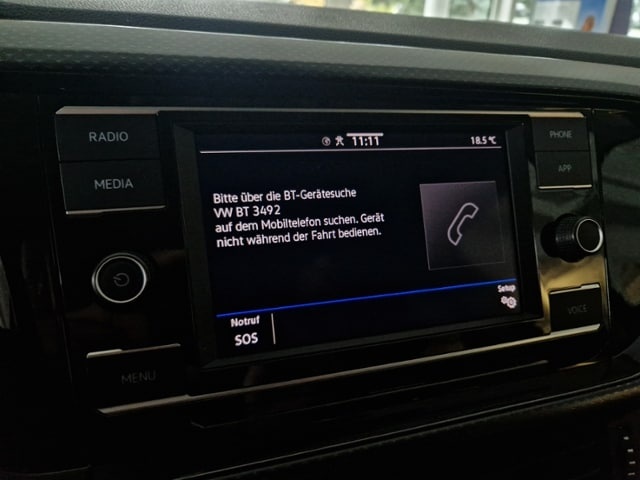 RADIO
MEDIA
MENU
11:11
18.5 °C
Bitte über die BT-Gerätesuche
VW BT 3492
auf dem Mobiltelefon suchen. Gerät
nicht während der Fahrt bedienen.
Setup
Notruf
SOS
PHONE
APP
VOICE